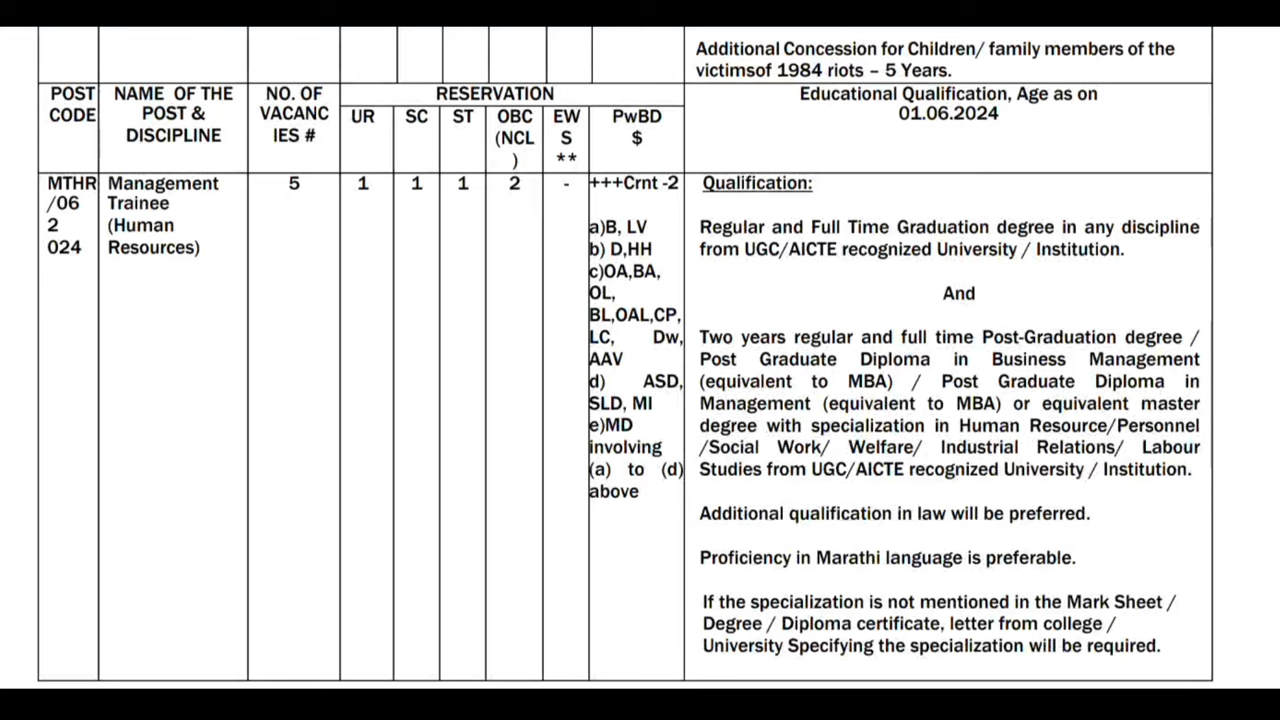 Additional Concession for Children/ family members of the
victimsof 1984 riots – 5 Years.
POST
CODE
NAME OF THE
POST &
DISCIPLINE
NO. OF
VACANC
IES #
RESERVATION
UR
SC
ST
OBC
(NCL
)
EW
S
**
PwBD
$
Educational Qualification, Age as on
01.06.2024
MTHR
/06
2
024
Management
Trainee
(Human
Resources)
5
1
1
1
2
-
+++Crnt -2
a)B, LV
b) D,HH
c)OA,BA,
OL,
BL,OAL,CP,
LC, Dw,
AAV
d) ASD,
SLD, MI
e)MD
involving
(a) to (d)
above
Qualification:
Regular and Full Time Graduation degree in any discipline
from UGC/AICTE recognized University / Institution.
And
Two years regular and full time Post-Graduation degree /
Post Graduate Diploma in Business Management
(equivalent to MBA) / Post Graduate Diploma in
Management (equivalent to MBA) or equivalent master
degree with specialization in Human Resource/Personnel
/Social Work/ Welfare/ Industrial Relations/ Labour
Studies from UGC/AICTE recognized University / Institution.
Additional qualification in law will be preferred.
Proficiency in Marathi language is preferable.
If the specialization is not mentioned in the Mark Sheet /
Degree / Diploma certificate, letter from college /
University Specifying the specialization will be required.